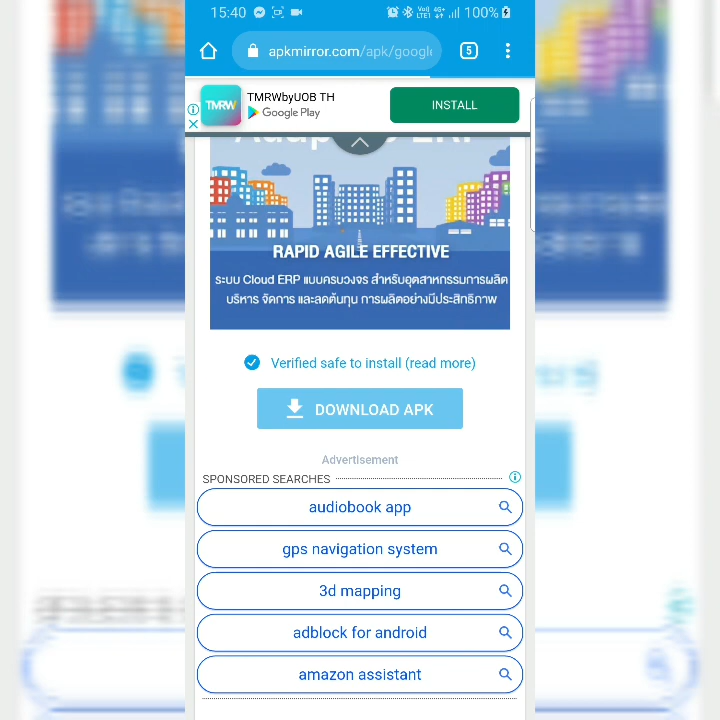 15:40
VoLTE1 4G+ 100%
apkmirror.com/apk/googl
5
TMRW
TMRWbyUOB TH
Google Play
INSTALL
RAPID AGILE EFFECTIVE
ระบบ Cloud ERP แบบครบวงจร สำหรับอุตสาหกรรมการผลิต
บริหาร จัดการ และลดต้นทุน การผลิตอย่างมีประสิทธิภาพ
Verified safe to install (read more)
DOWNLOAD APK
Advertisement
SPONSORED SEARCHES
audiobook app
gps navigation system
3d mapping
adblock for android
amazon assistant